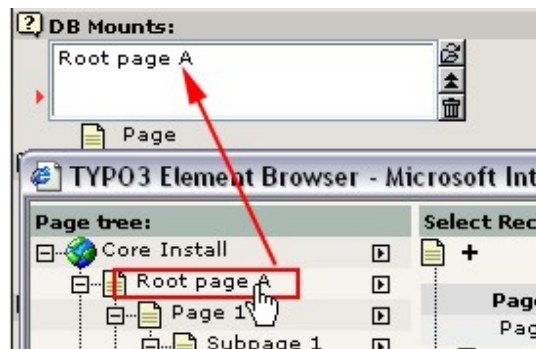 DB Mounts:
Root page A
Page
TYPO3 Element Browser - Microsoft Int
Page tree:
Select Rec
Core Install
Root page A
Page 1
Page
Pag
Subpage 1